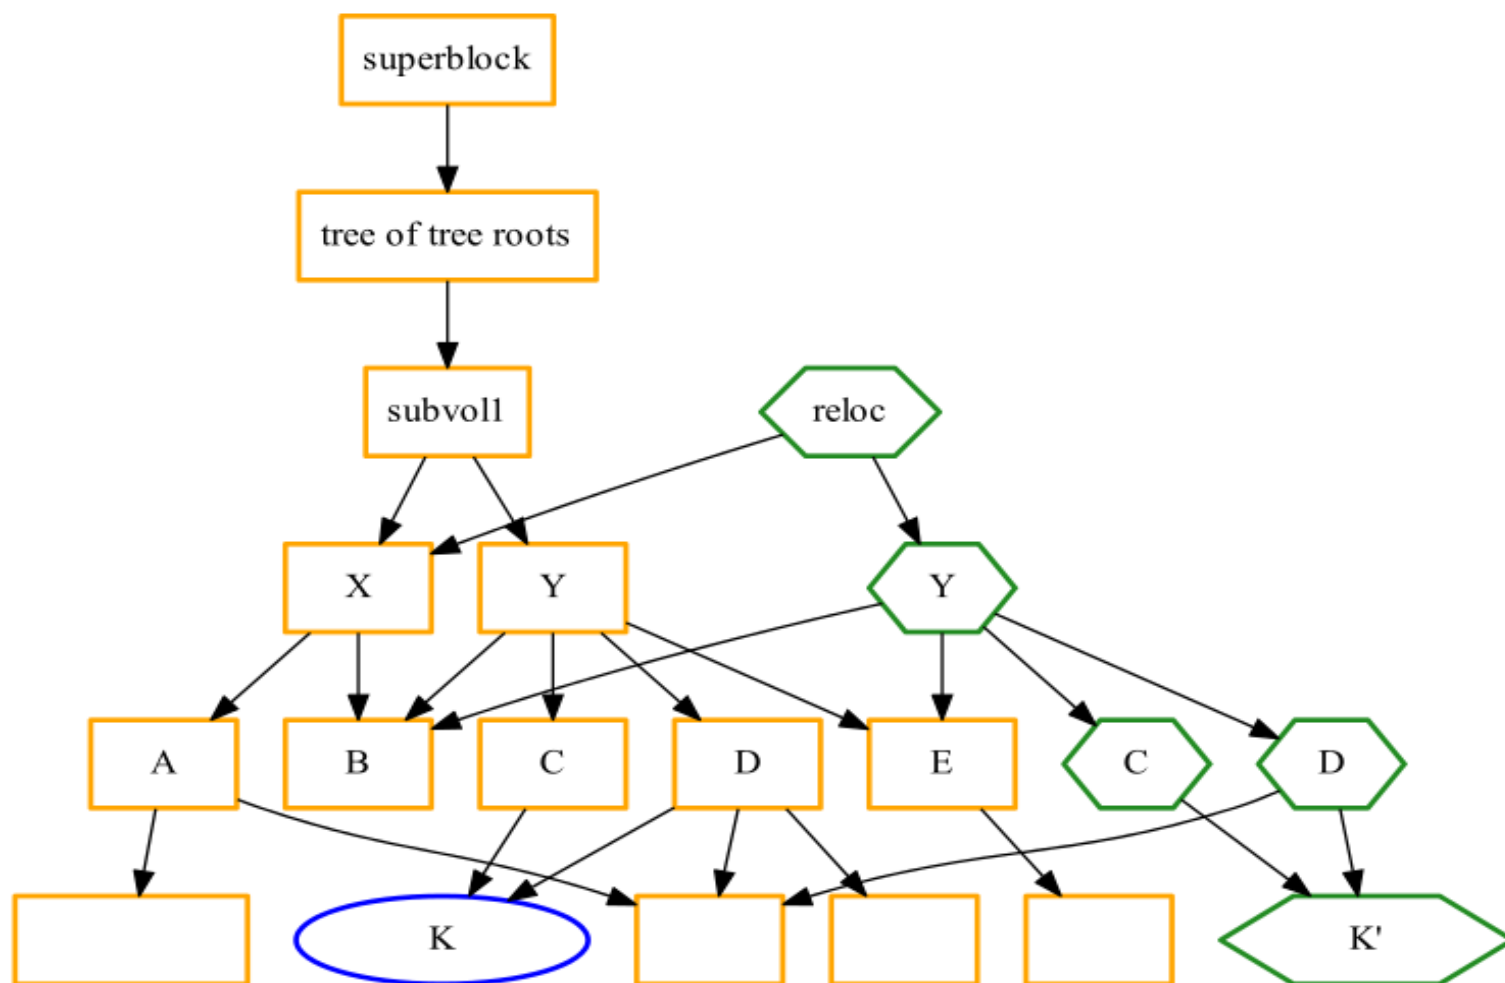 superblock
tree of tree roots
subvol1
reloc
X
Y
Y
A
B
C
D
E
C
D
K
K'